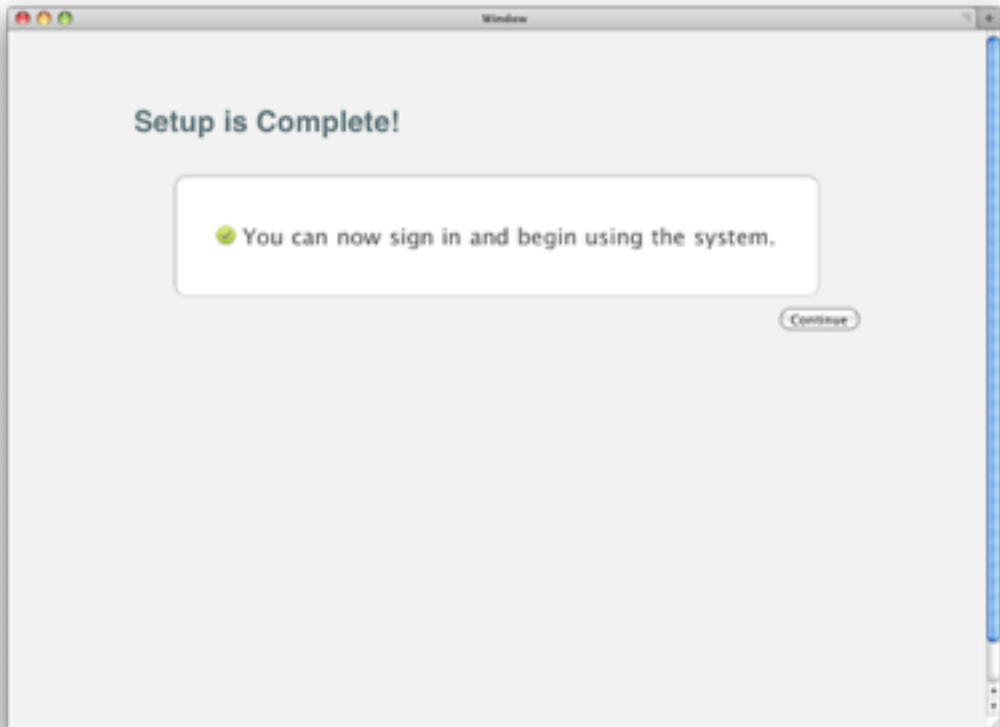 Window
Setup is Complete!
You can now sign in and begin using the system.
Continue